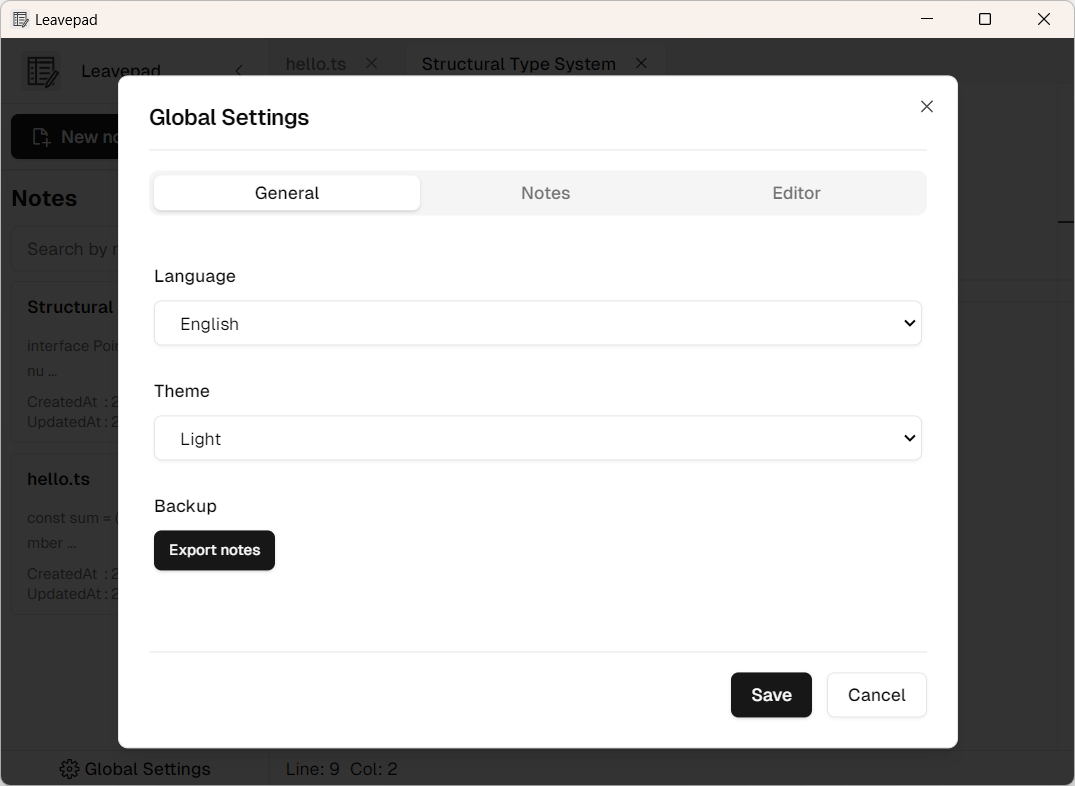 Leavepad
Leavepad
hello.ts
Structural Type System
New no
Notes
Search by
Structural
interface Poi
nu ...
CreatedAt : 2
UpdatedAt : 2
hello.ts
const sum = (
mber ...
CreatedAt : 2
UpdatedAt : 2
Global Settings
General
Notes
Editor
Language
English
Theme
Light
Backup
Export notes
Save
Cancel
Global Settings
Line: 9 Col: 2